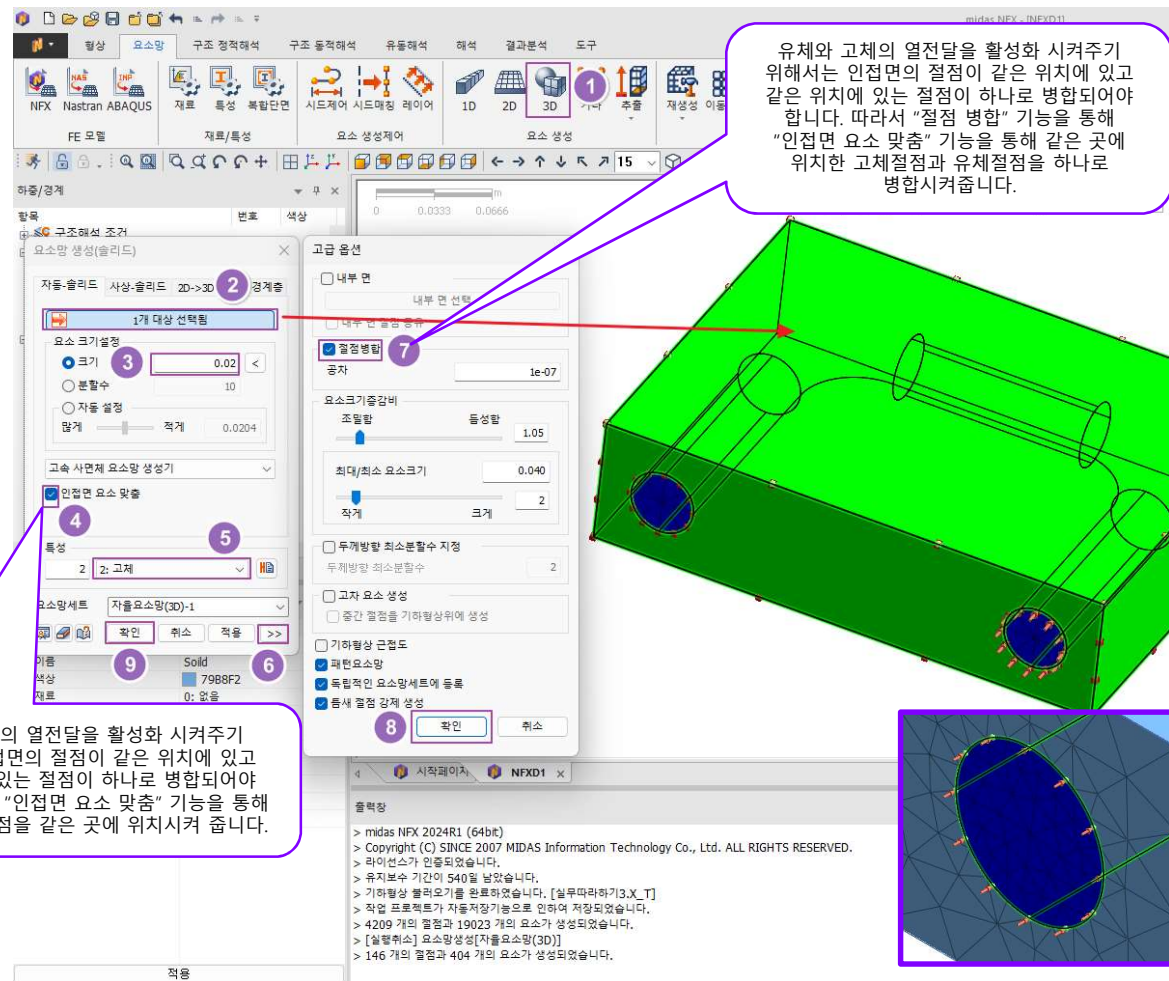 midas NFX - [NFXD1]
형상 요소망 구조 정적해석 구조 동적해석 유동해석 해석 결과분석 도구
NAS INP
1
NFX Nastran ABAQUS 재료 특성 복합단면 시드제어 시드매칭 레이어 1D 2D 3D 기타 추출 재생성
FE 모델 재료/특성 요소 생성제어 요소 생성
15
유체와 고체의 열전달을 활성화 시켜주기
위해서는 인접면의 절점이 같은 위치에 있고
같은 위치에 있는 절점이 하나로 병합되어야
합니다. 따라서 “절점 병합” 기능을 통해
“인접면 요소 맞춤” 기능을 통해 같은 곳에
위치한 고체절점과 유체절점을 하나로
병합시켜줍니다.
하중/경계
항목 번호 색상
구조해석 조건
m
0 0.0333 0.0666
요소망 생성(솔리드)
자동-솔리드 사상-솔리드 2D->3D 2 경계층
1개 대상 선택됨
요소 크기설정
크기 3 0.02 <
분할수 10
자동 설정
많게 적게 0.0204
고속 사면체 요소망 생성기
인접면 요소 맞춤
4
5
특성
2 2: 고체
요소망세트 자율요소망(3D)-1
확인 취소 적용 >>
9 6
이름 Soild
색상 79B8F2
재료 0: 없음
고급 옵션
내부 면
내부 면 선택
내부 면 절점 공유
절점병합 7
공차 1e-07
요소크기증감비
조밀함 듬성함
1.05
최대/최소 요소크기 0.040
2
작게 크게
두께방향 최소분할수 지정
두께방향 최소분할수 2
고차 요소 생성
중간 절점을 기하형상위에 생성
기하형상 근접도
패턴요소망
독립적인 요소망세트에 등록
틈새 절점 강제 생성
8 확인 취소
의 열전달을 활성화 시켜주기
접면의 절점이 같은 위치에 있고
있는 절점이 하나로 병합되어야
“인접면 요소 맞춤” 기능을 통해
점을 같은 곳에 위치시켜 줍니다.
적용
시작페이지 NFXD1 x
출력창
> midas NFX 2024R1 (64bit)
> Copyright (C) SINCE 2007 MIDAS Information Technology Co., Ltd. ALL RIGHTS RESERVED.
> 라이선스가 인증되었습니다.
> 유지보수 기간이 540일 남았습니다.
> 기하형상 불러오기를 완료하였습니다. [실무따라하기3.X_T]
> 작업 프로젝트가 자동저장기능으로 인하여 저장되었습니다.
> 4209 개의 절점과 19023 개의 요소가 생성되었습니다.
> [실행취소] 요소망생성[자율요소망(3D)]
> 146 개의 절점과 404 개의 요소가 생성되었습니다.